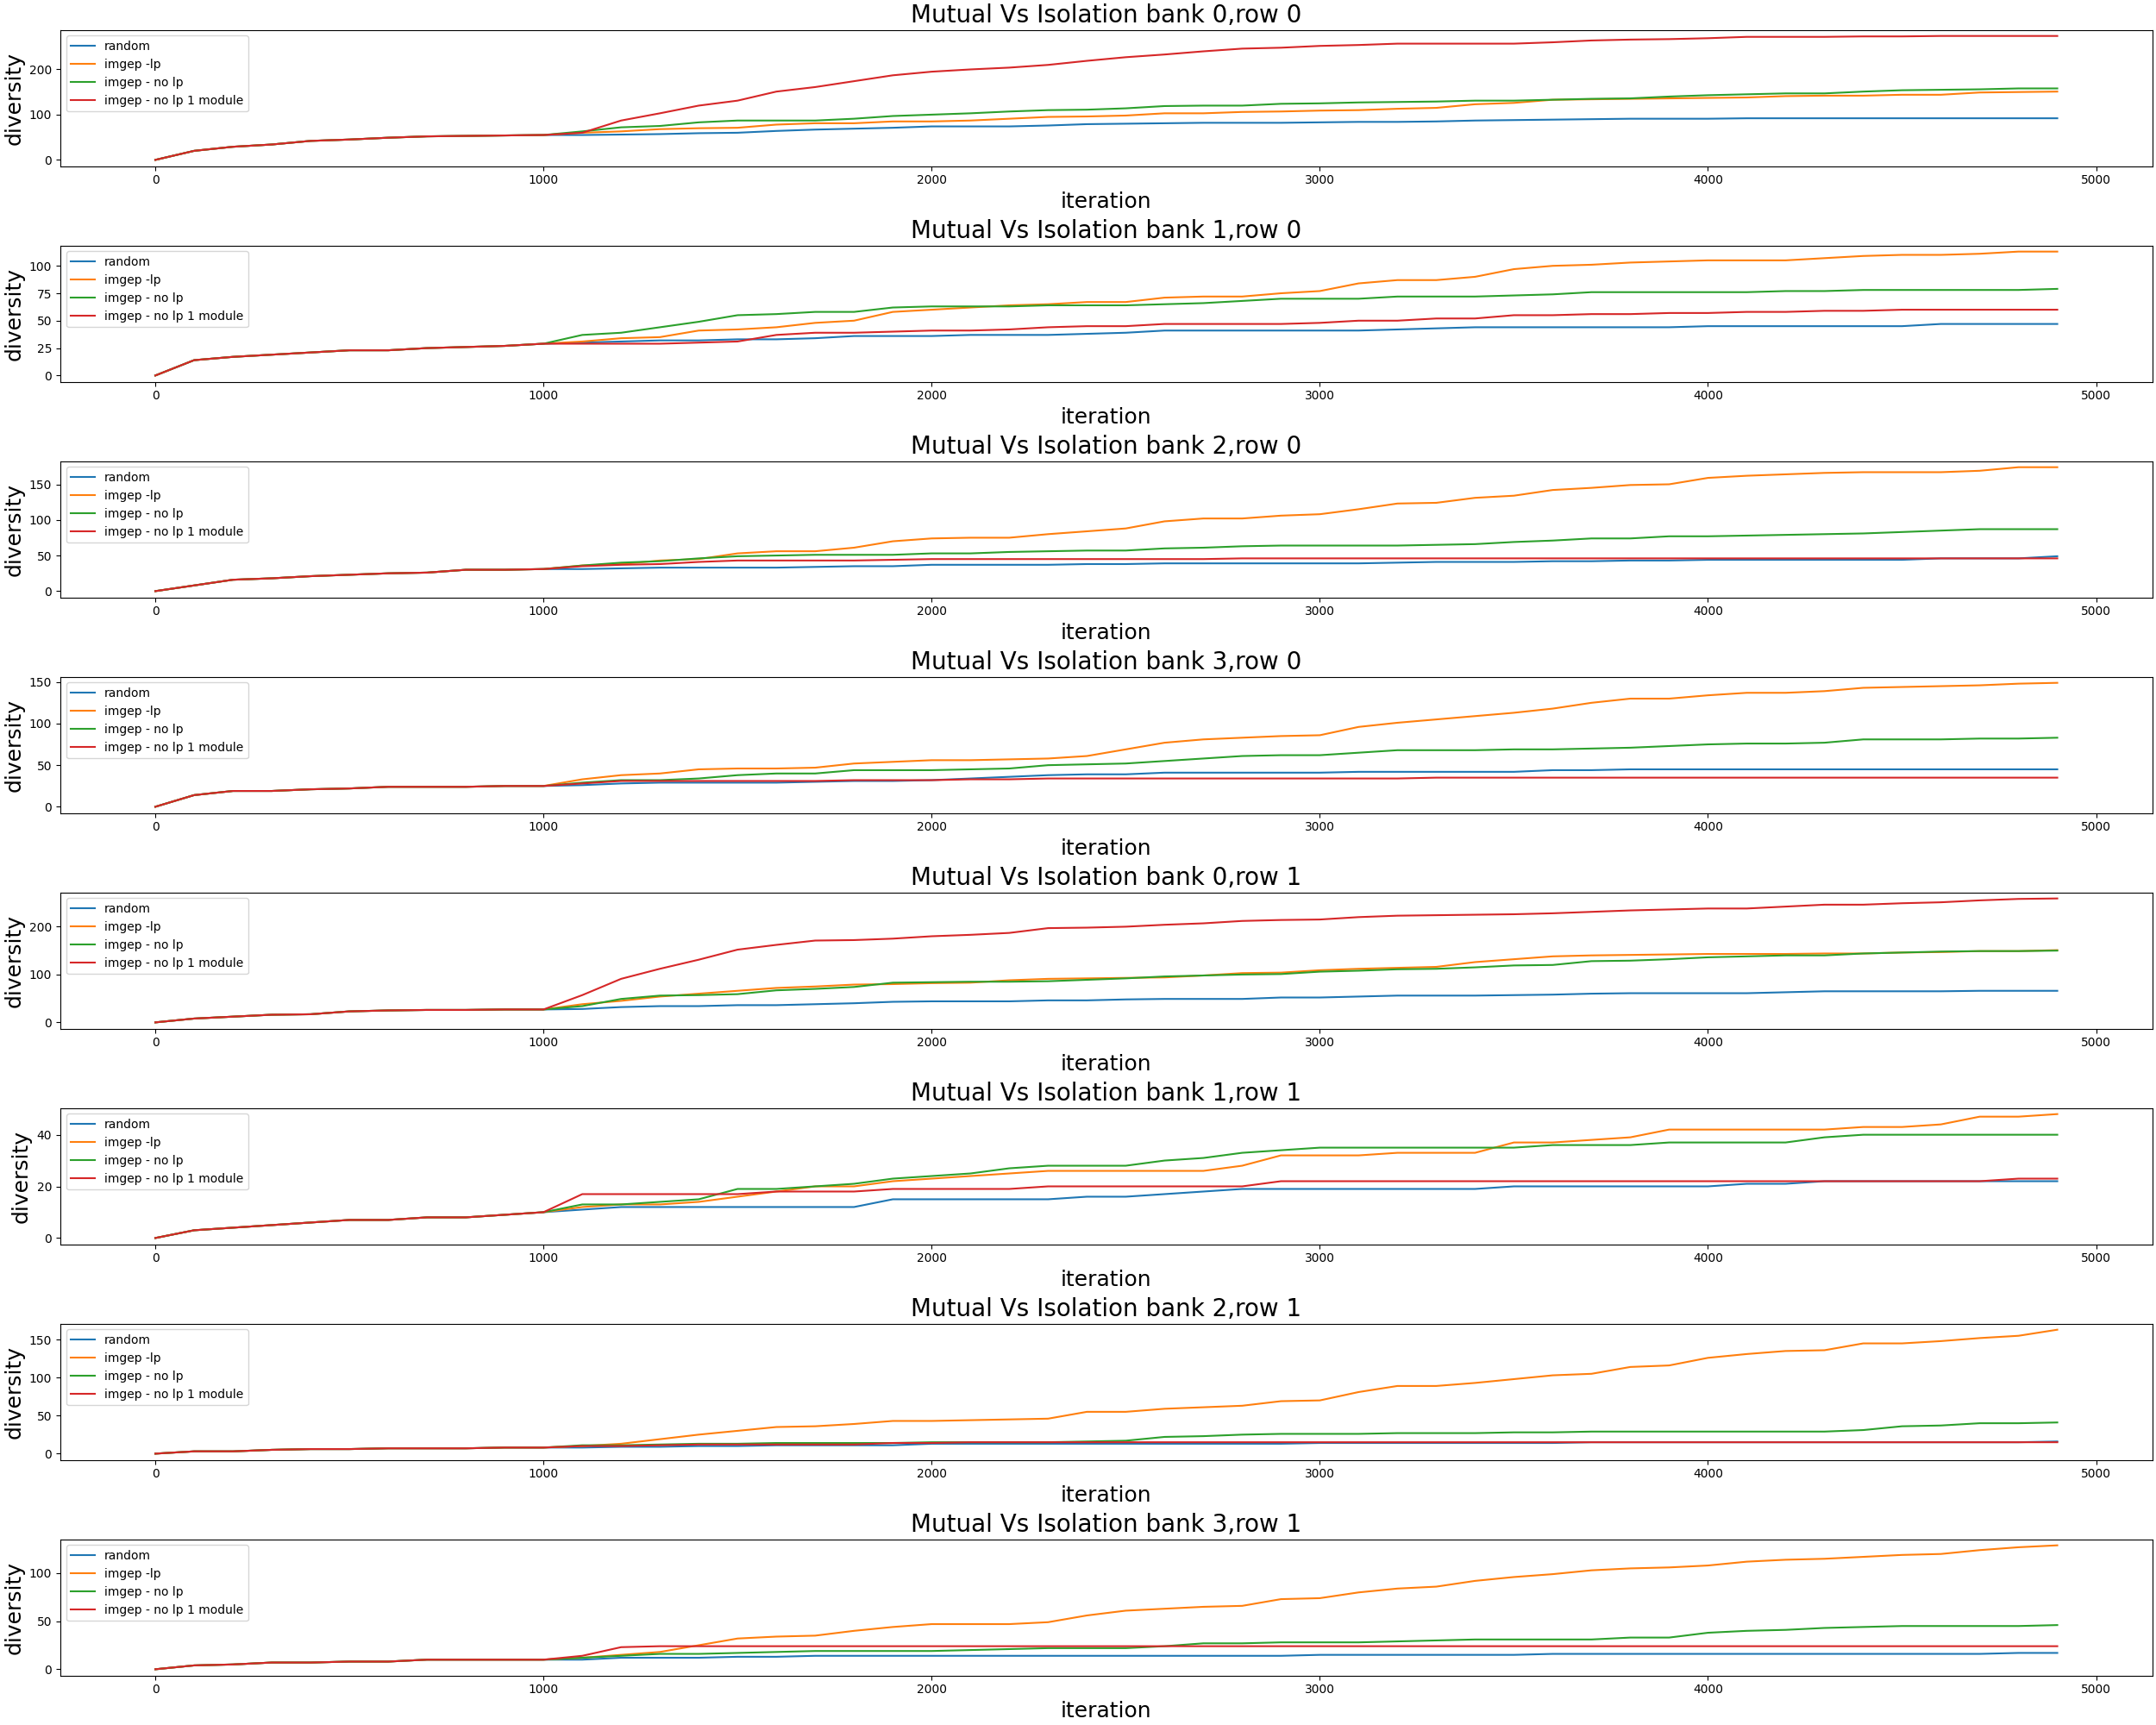 Mutual Vs Isolation bank 0,row 0
random
imgep -lp
imgep - no lp
imgep - no lp 1 module
diversity
200
100
0
0 1000 2000 3000 4000 5000
iteration
Mutual Vs Isolation bank 1,row 0
random
imgep -lp
imgep - no lp
imgep - no lp 1 module
diversity
100
75
50
25
0
0 1000 2000 3000 4000 5000
iteration
Mutual Vs Isolation bank 2,row 0
random
imgep -lp
imgep - no lp
imgep - no lp 1 module
diversity
150
100
50
0
0 1000 2000 3000 4000 5000
iteration
Mutual Vs Isolation bank 3,row 0
random
imgep -lp
imgep - no lp
imgep - no lp 1 module
diversity
150
100
50
0
0 1000 2000 3000 4000 5000
iteration
Mutual Vs Isolation bank 0,row 1
random
imgep -lp
imgep - no lp
imgep - no lp 1 module
diversity
200
100
0
0 1000 2000 3000 4000 5000
iteration
Mutual Vs Isolation bank 1,row 1
random
imgep -lp
imgep - no lp
imgep - no lp 1 module
diversity
40
20
0
0 1000 2000 3000 4000 5000
iteration
Mutual Vs Isolation bank 2,row 1
random
imgep -lp
imgep - no lp
imgep - no lp 1 module
diversity
150
100
50
0
0 1000 2000 3000 4000 5000
iteration
Mutual Vs Isolation bank 3,row 1
random
imgep -lp
imgep - no lp
imgep - no lp 1 module
diversity
100
50
0
0 1000 2000 3000 4000 5000
iteration